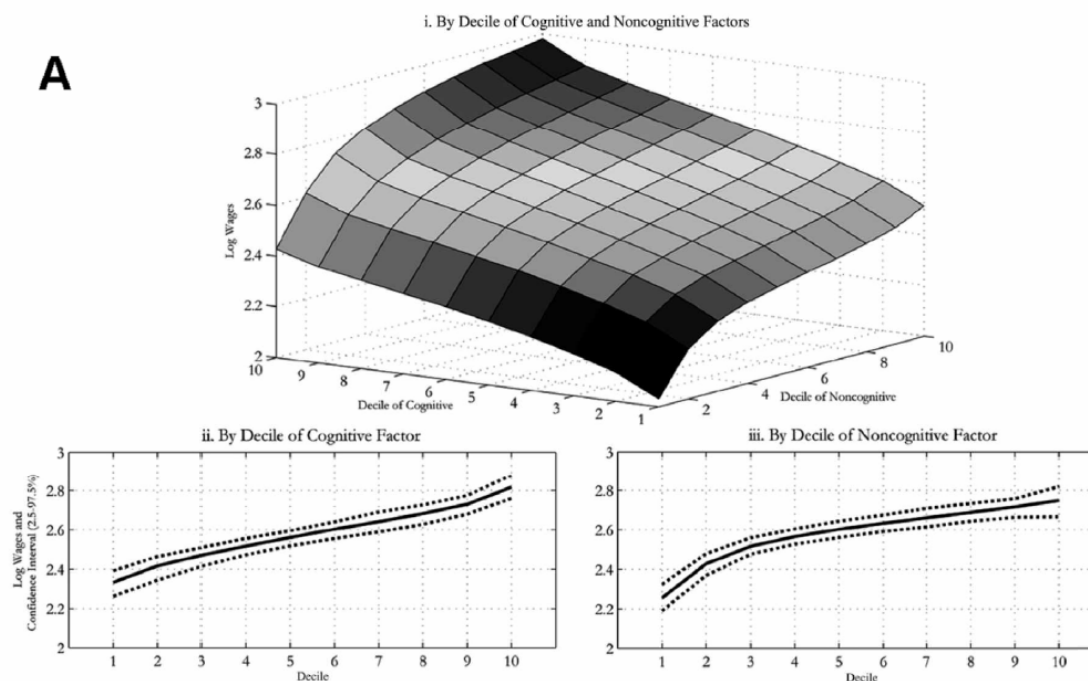 i. By Decile of Cognitive and Noncognitive Factors
A
3
2.8
2.6
2.4
2.2
2
Log Wages
10 9 8 7 6 5 4 3 2 1
Decile of Cognitive
2 4 6 8 10
Decile of Noncognitive
ii. By Decile of Cognitive Factor
3
2.8
2.6
2.4
2.2
2
Log Wages and
Confidence Interval (2.5-97.5%)
1 2 3 4 5 6 7 8 9 10
Decile
iii. By Decile of Noncognitive Factor
3
2.8
2.6
2.4
2.2
2
1 2 3 4 5 6 7 8 9 10
Decile